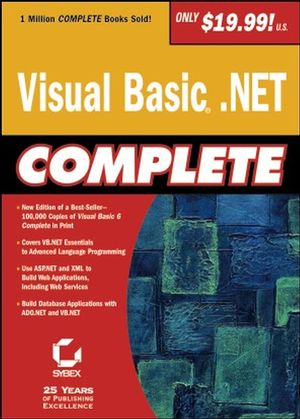 1 Million COMPLETE Books Sold!
ONLY $19.99! U.S.
Visual Basic® .NET
COMPLETE
• New Edition of a Best-Seller—
100,000 Copies of Visual Basic 6
Complete in Print
• Covers VB.NET Essentials
to Advanced Language Programming
• Use ASP.NET and XML to
Build Web Applications,
Including Web Services
• Build Database Applications with
ADO.NET and VB.NET
SYBEX
25 YEARS
OF PUBLISHING
EXCELLENCE